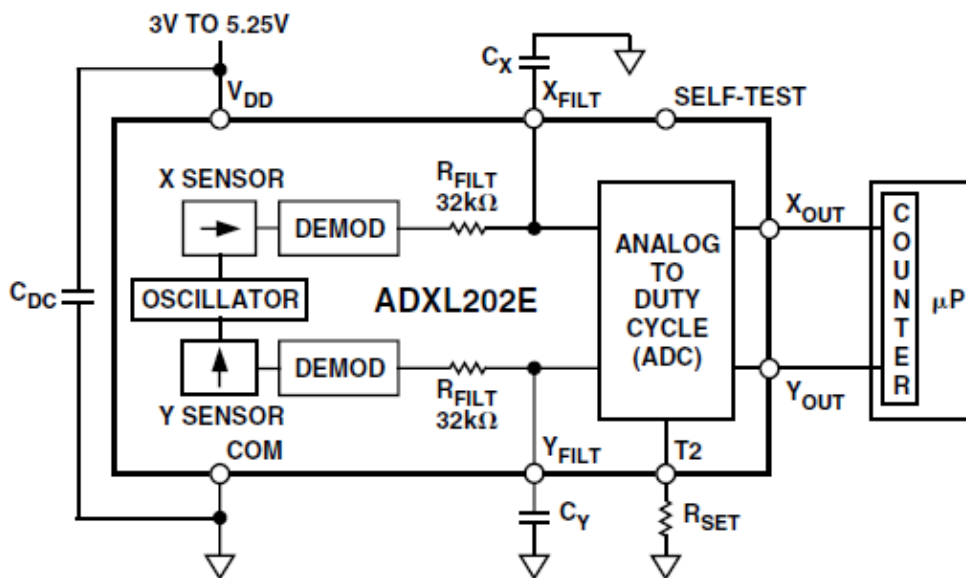 3V TO 5.25V
C_X
V_DD
X_FILT
SELF-TEST
X SENSOR
R_FILT
32kΩ
DEMOD
X_OUT
ANALOG
TO
DUTY
CYCLE
(ADC)
COUNTER
µP
C_DC
OSCILLATOR
ADXL202E
DEMOD
R_FILT
32kΩ
Y SENSOR
Y_OUT
COM
Y_FILT
T2
C_Y
R_SET